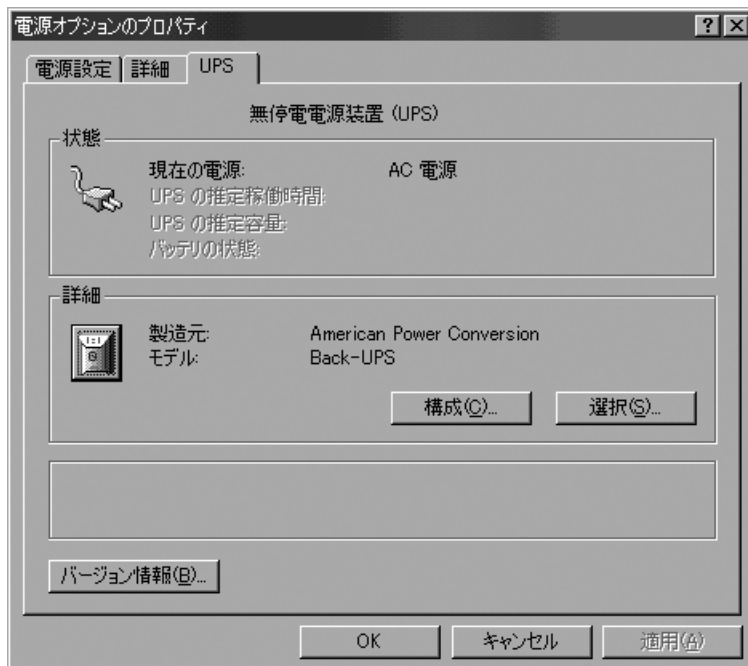 電源オプションのプロパティ
電源設定 詳細 UPS
無停電電源装置 (UPS)
状態
現在の電源: AC 電源
UPS の推定稼働時間:
UPS の推定容量:
バッテリの状態:
詳細
製造元: American Power Conversion
モデル: Back-UPS
構成(C)... 選択(S)...
バージョン情報(B)...
OK キャンセル 適用(A)